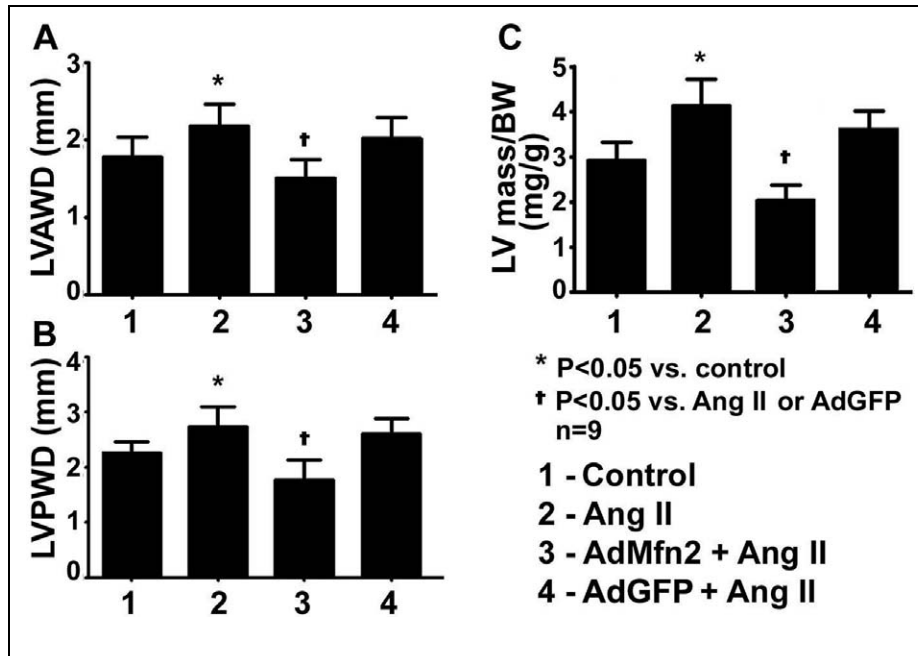 A
LVAWD (mm)
3
2
1
0
*
†
1 2 3 4
B
LVPWD (mm)
4
3
2
1
0
*
†
1 2 3 4
C
LV mass/BW
(mg/g)
5
4
3
2
1
0
*
†
1 2 3 4
* P<0.05 vs. control
† P<0.05 vs. Ang II or AdGFP
n=9
1 - Control
2 - Ang II
3 - AdMfn2 + Ang II
4 - AdGFP + Ang II